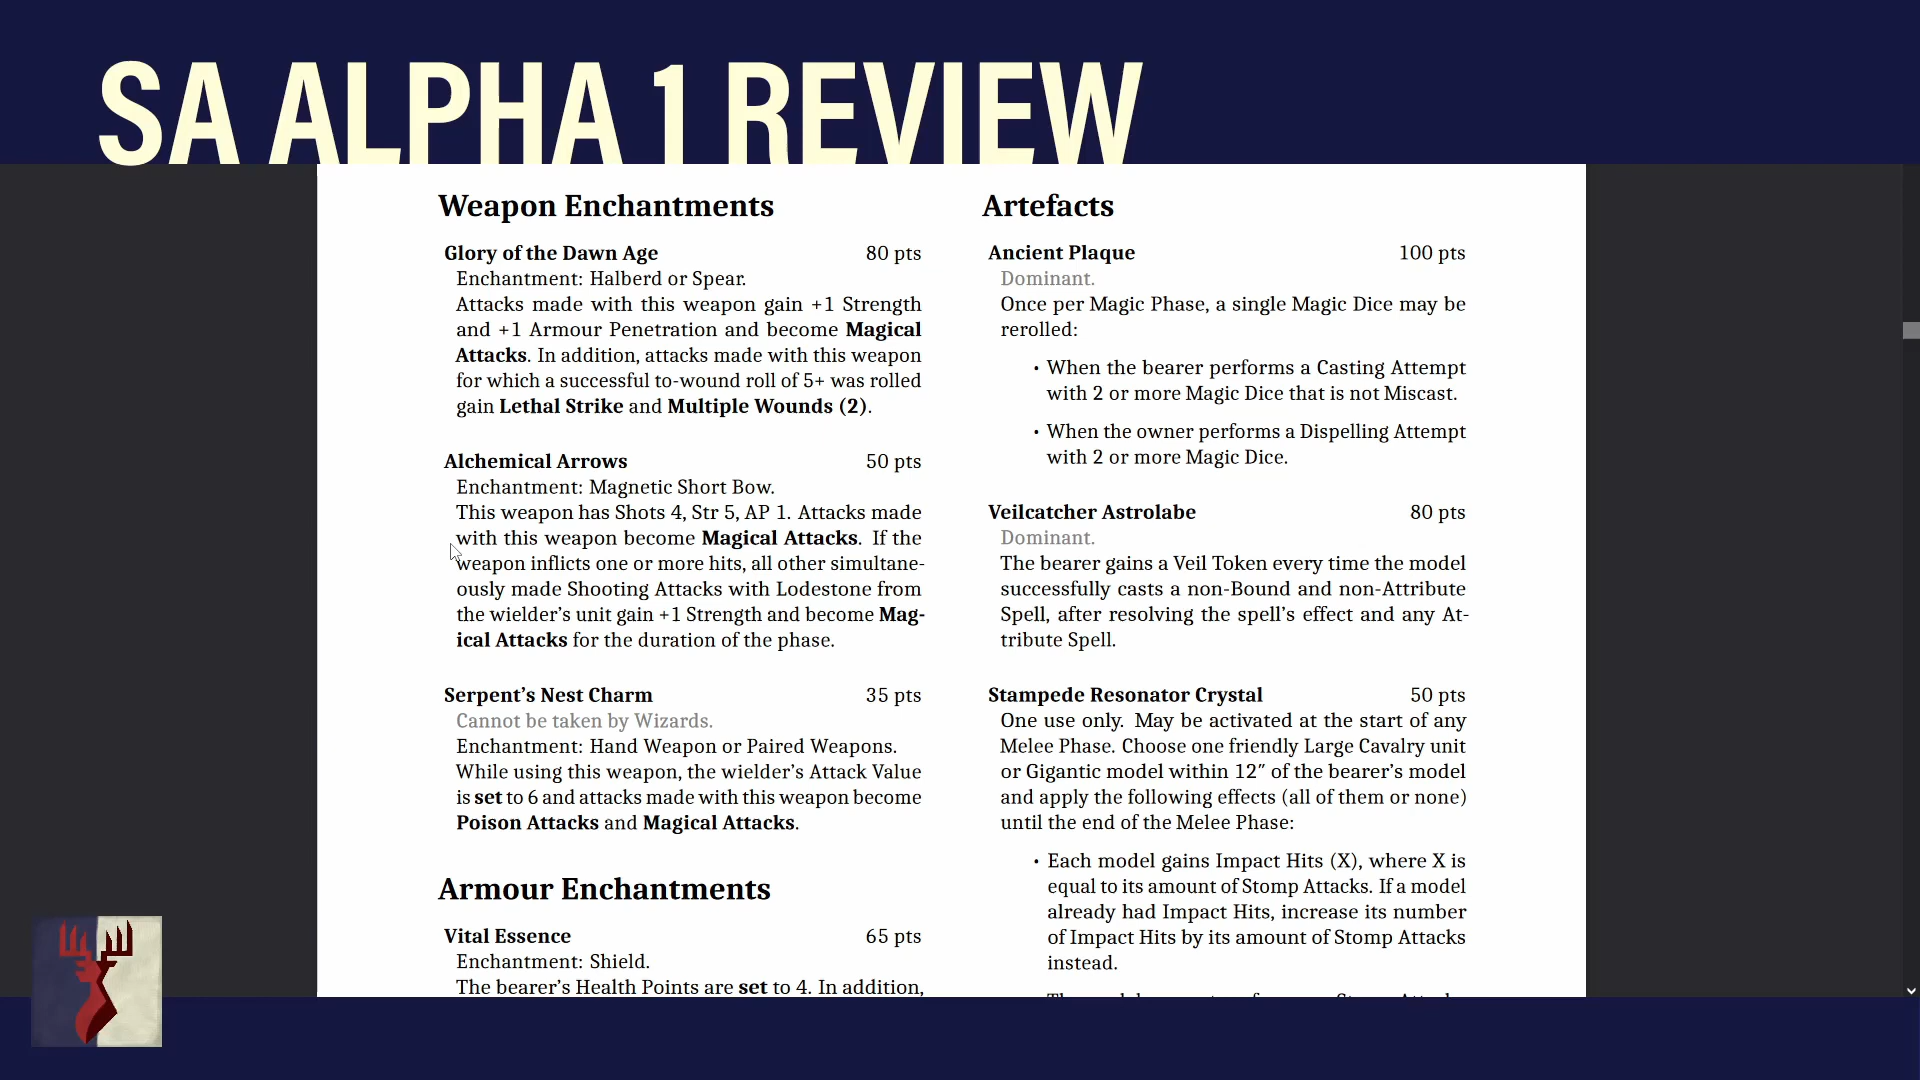 SA ALPHA 1 REVIEW
Weapon Enchantments
Glory of the Dawn Age 80 pts
Enchantment: Halberd or Spear.
Attacks made with this weapon gain +1 Strength
and +1 Armour Penetration and become Magical
Attacks. In addition, attacks made with this weapon
for which a successful to-wound roll of 5+ was rolled
gain Lethal Strike and Multiple Wounds (2).
Alchemical Arrows 50 pts
Enchantment: Magnetic Short Bow.
This weapon has Shots 4, Str 5, AP 1. Attacks made
with this weapon become Magical Attacks. If the
weapon inflicts one or more hits, all other simultane-
ously made Shooting Attacks with Lodestone from
the wielder's unit gain +1 Strength and become Mag-
ical Attacks for the duration of the phase.
Serpent's Nest Charm 35 pts
Cannot be taken by Wizards.
Enchantment: Hand Weapon or Paired Weapons.
While using this weapon, the wielder's Attack Value
is set to 6 and attacks made with this weapon become
Poison Attacks and Magical Attacks.
Armour Enchantments
Vital Essence 65 pts
Enchantment: Shield.
The bearer's Health Points are set to 4. In addition,
Artefacts
Ancient Plaque 100 pts
Dominant.
Once per Magic Phase, a single Magic Dice may be
rerolled:
• When the bearer performs a Casting Attempt
with 2 or more Magic Dice that is not Miscast.
• When the owner performs a Dispelling Attempt
with 2 or more Magic Dice.
Veilcatcher Astrolabe 80 pts
Dominant.
The bearer gains a Veil Token every time the model
successfully casts a non-Bound and non-Attribute
Spell, after resolving the spell's effect and any At-
tribute Spell.
Stampede Resonator Crystal 50 pts
One use only. May be activated at the start of any
Melee Phase. Choose one friendly Large Cavalry unit
or Gigantic model within 12″ of the bearer's model
and apply the following effects (all of them or none)
until the end of the Melee Phase:
• Each model gains Impact Hits (X), where X is
equal to its amount of Stomp Attacks. If a model
already had Impact Hits, increase its number
of Impact Hits by its amount of Stomp Attacks
instead.